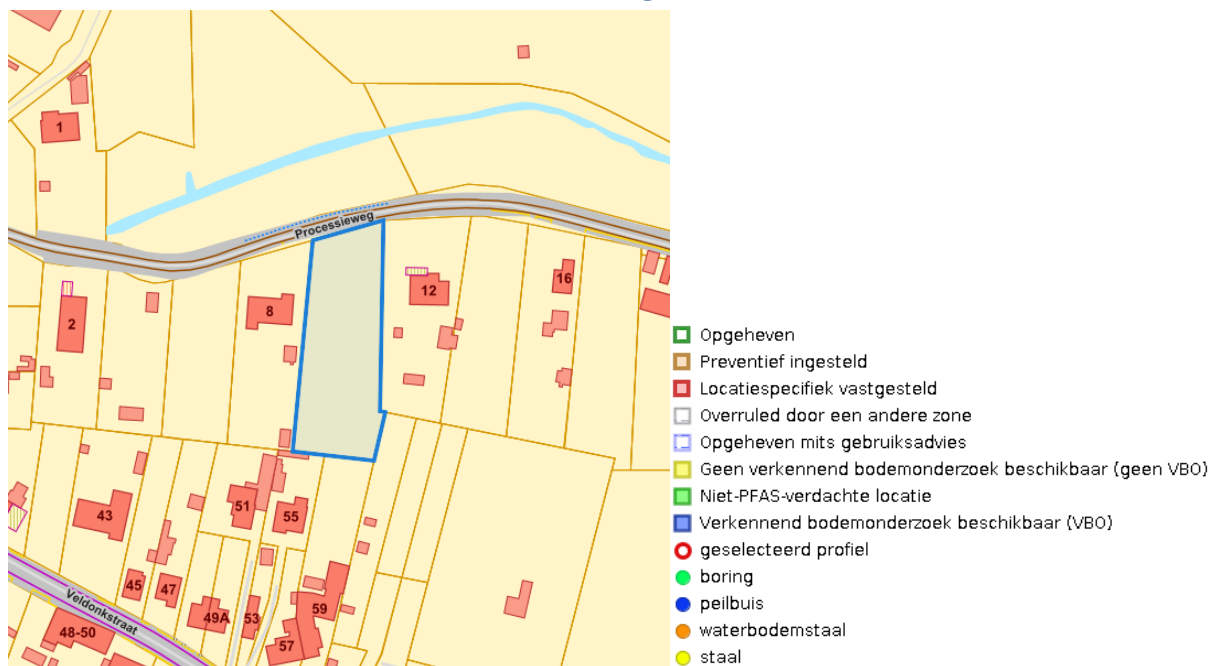 1
Processieweg
2
8
12
16
43
51
55
45
47
49A
53
59
57
48-50
Veldonkstraat
Opgeheven
Preventief ingesteld
Locatiespecifiek vastgesteld
Overruled door een andere zone
Opgeheven mits gebruiksadvies
Geen verkennend bodemonderzoek beschikbaar (geen VBO)
Niet-PFAS-verdachte locatie
Verkennend bodemonderzoek beschikbaar (VBO)
geselecteerd profiel
boring
peilbuis
waterbodemstaal
staal